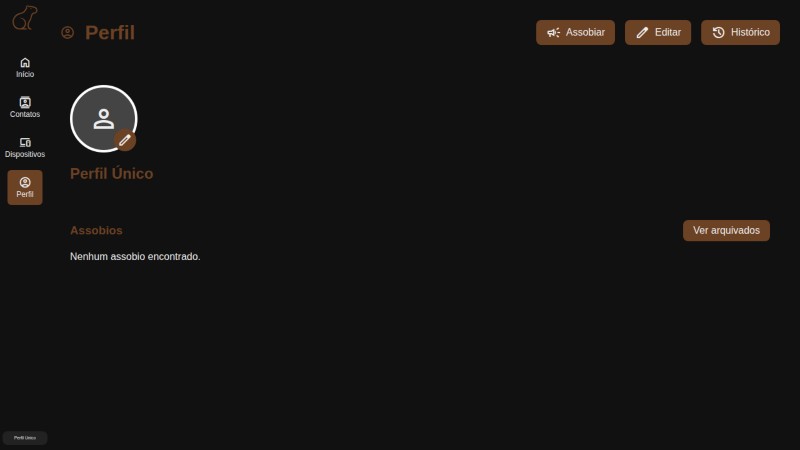 Perfil
Assobiar
Editar
Histórico
Início
Contatos
Dispositivos
Perfil
Perfil Único
Assobios
Ver arquivados
Nenhum assobio encontrado.
Perfil Único